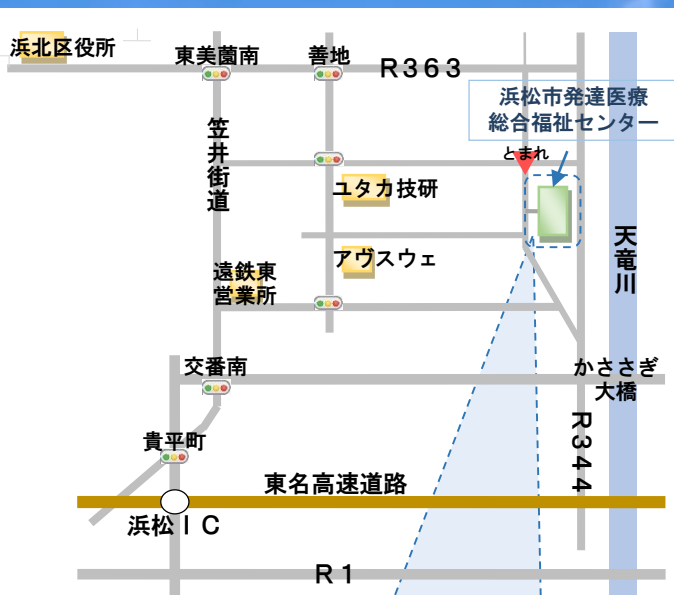 浜北区役所
東美薗南
善地
R363
浜松市発達医療
総合福祉センター
とまれ
笠井街道
ユタカ技研
アヴスウェ
天竜川
遠鉄東
営業所
交番南
かささぎ
大橋
R344
貴平町
東名高速道路
浜松IC
R1